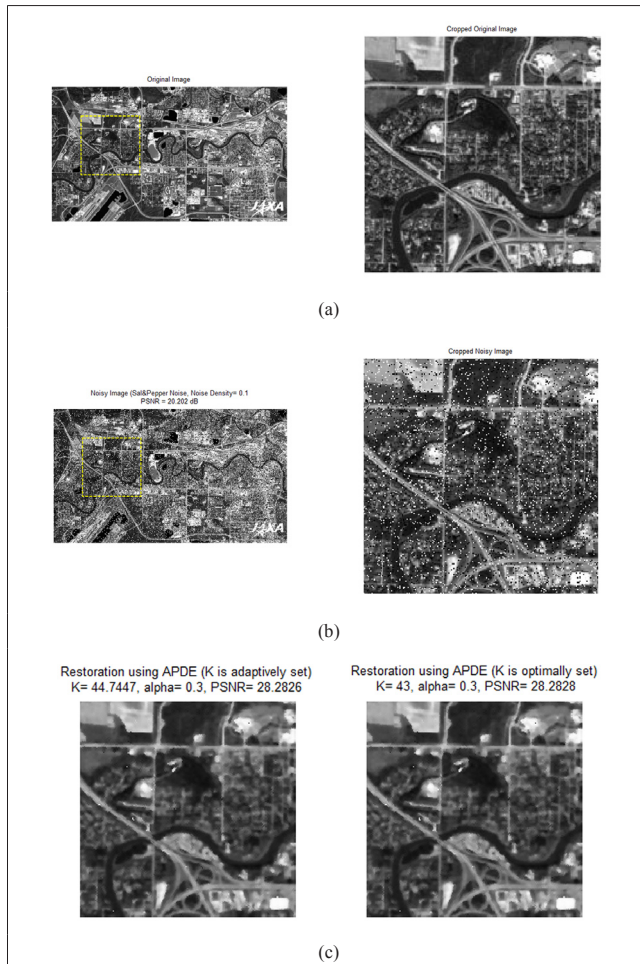 Original Image
Cropped Original Image
JAXA
(a)
Noisy Image (Sal&Pepper Noise, Noise Density= 0.1
PSNR = 20.202 dB
Cropped Noisy Image
JAXA
(b)
Restoration using APDE (K is adaptively set)
K= 44.7447, alpha= 0.3, PSNR= 28.2826
Restoration using APDE (K is optimally set)
K= 43, alpha= 0.3, PSNR= 28.2828
(c)